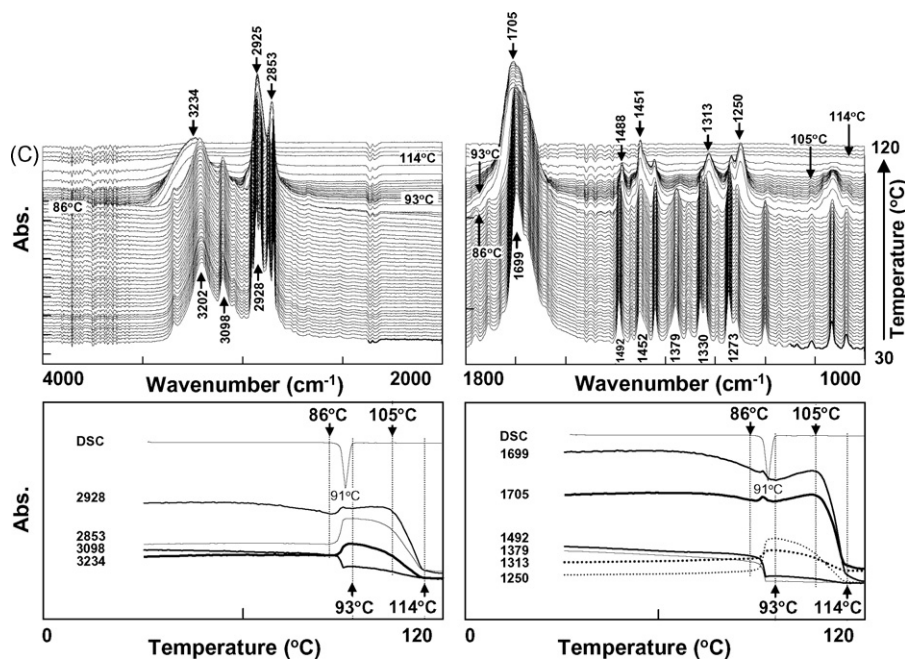 1705
2925
2853
3234
1451
1313
1250
1488
105°C
114°C
(C)
93°C
120
114°C
86°C
93°C
86°C
Abs.
3202
3098
2928
1699
1492
1452
1379
1330
1273
Temperature (°C)
30
4000
Wavenumber (cm-1)
2000
1800
Wavenumber (cm-1)
1000
86°C
105°C
DSC
91°C
2928
2853
3098
3234
93°C
114°C
Abs.
0
Temperature (°C)
120
86°C
105°C
DSC
1699
91°C
1705
1492
1379
1313
1250
93°C
114°C
0
Temperature (°C)
120